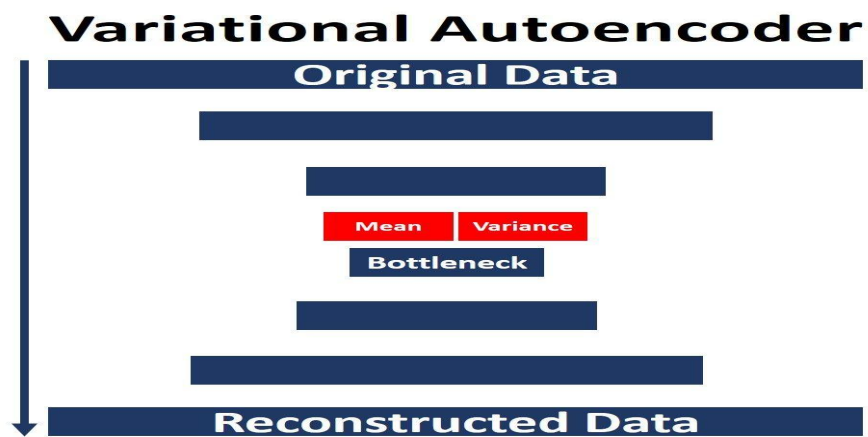 Variational Autoencoder
Original Data
Mean Variance
Bottleneck
Reconstructed Data